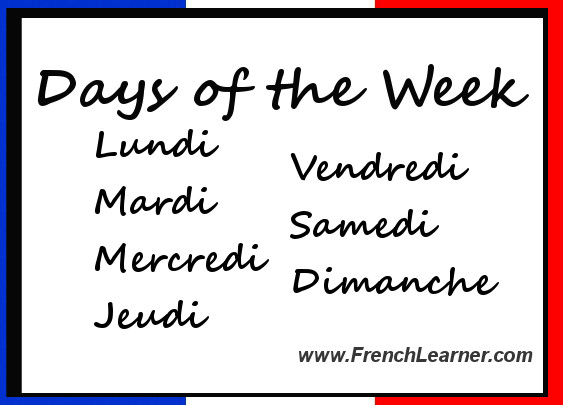 Days of the Week
Lundi
Mardi
Mercredi
Jeudi
Vendredi
Samedi
Dimanche
www.FrenchLearner.com